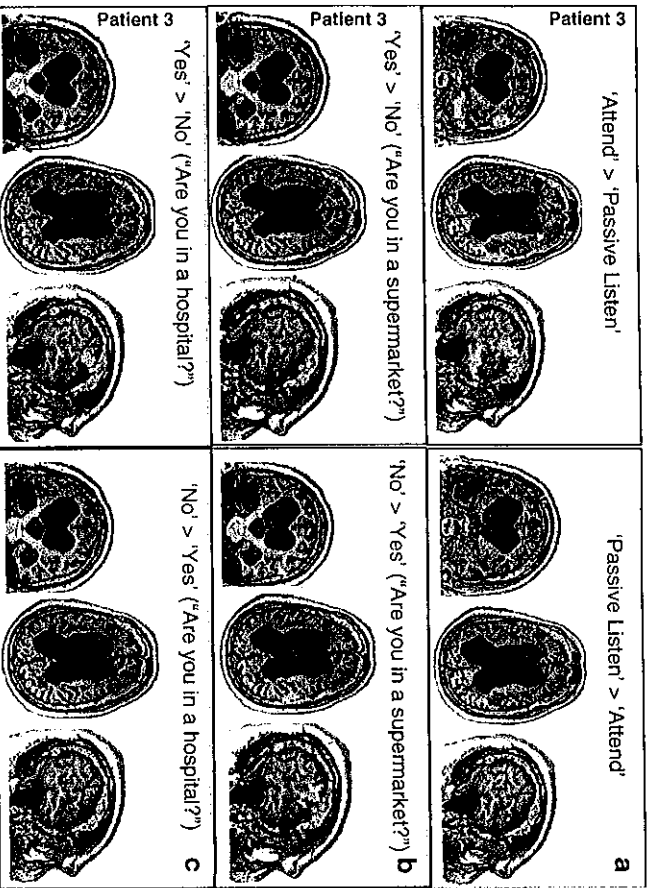 a
'Attend' > 'Passive Listen'
'Passive Listen' > 'Attend'
Patient 3
b
'Yes' > 'No' ("Are you in a supermarket?")
'No' > 'Yes' ("Are you in a supermarket?")
Patient 3
c
'Yes' > 'No' ("Are you in a hospital?")
'No' > 'Yes' ("Are you in a hospital?")
Patient 3